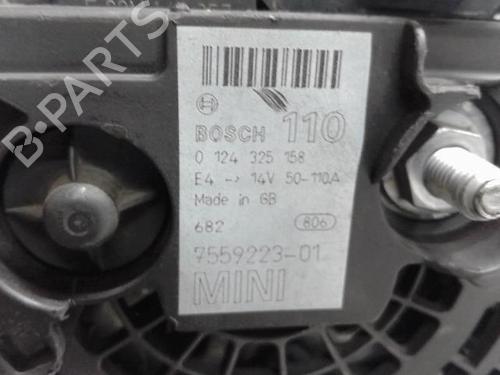 B-PARTS
BOSCH 110
0 124 325 158
E4 -> 14V 50-110A
Made in GB
682 806
7559223-01
MINI